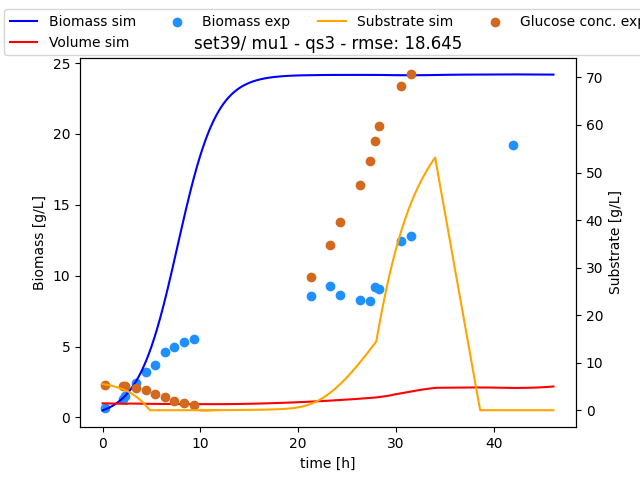 Biomass sim Biomass exp Substrate sim Glucose conc. exp
Volume sim
set39/ mu1 - qs3 - rmse: 18.645
25
20
15
10
5
0
Biomass [g/L]
70
60
50
40
30
20
10
0
Substrate [g/L]
0 10 20 30 40
time [h]